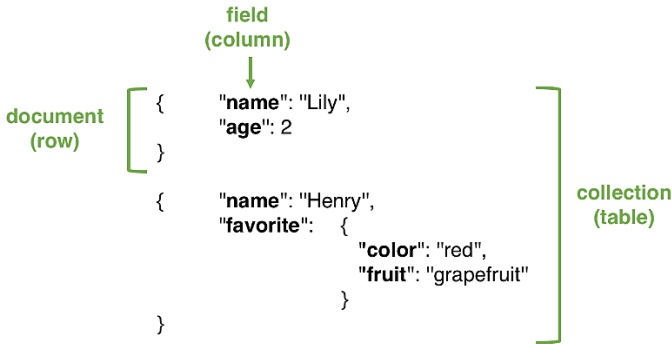 field
(column)
document
(row)
{ "name": "Lily",
"age": 2
}
{ "name": "Henry",
"favorite": {
"color": "red",
"fruit": "grapefruit"
}
}
collection
(table)